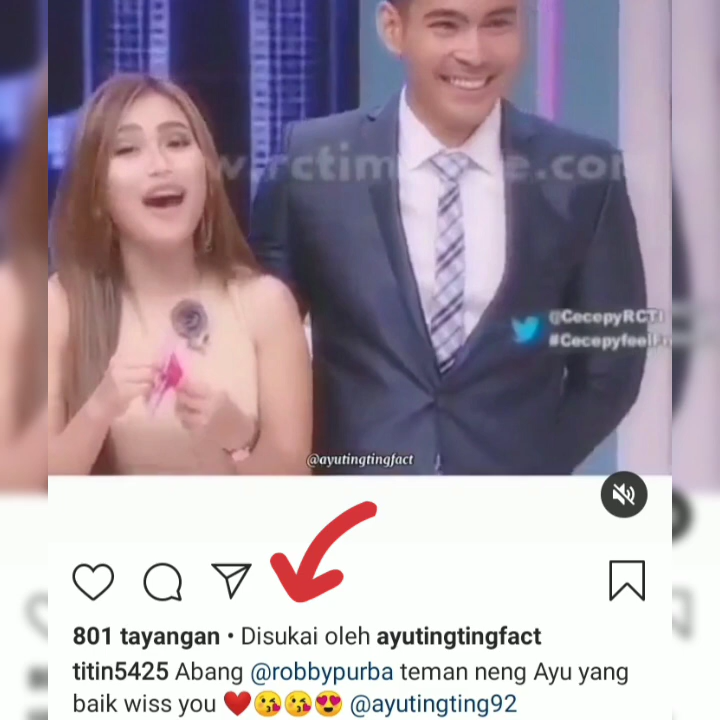 @CecepyRCTI
#Cecepyfeel
@ayutingtingfact
801 tayangan • Disukai oleh ayutingtingfact
titin5425 Abang @robbypurba teman neng Ayu yang
baik wiss you ❤️😘😘😍 @ayutingting92